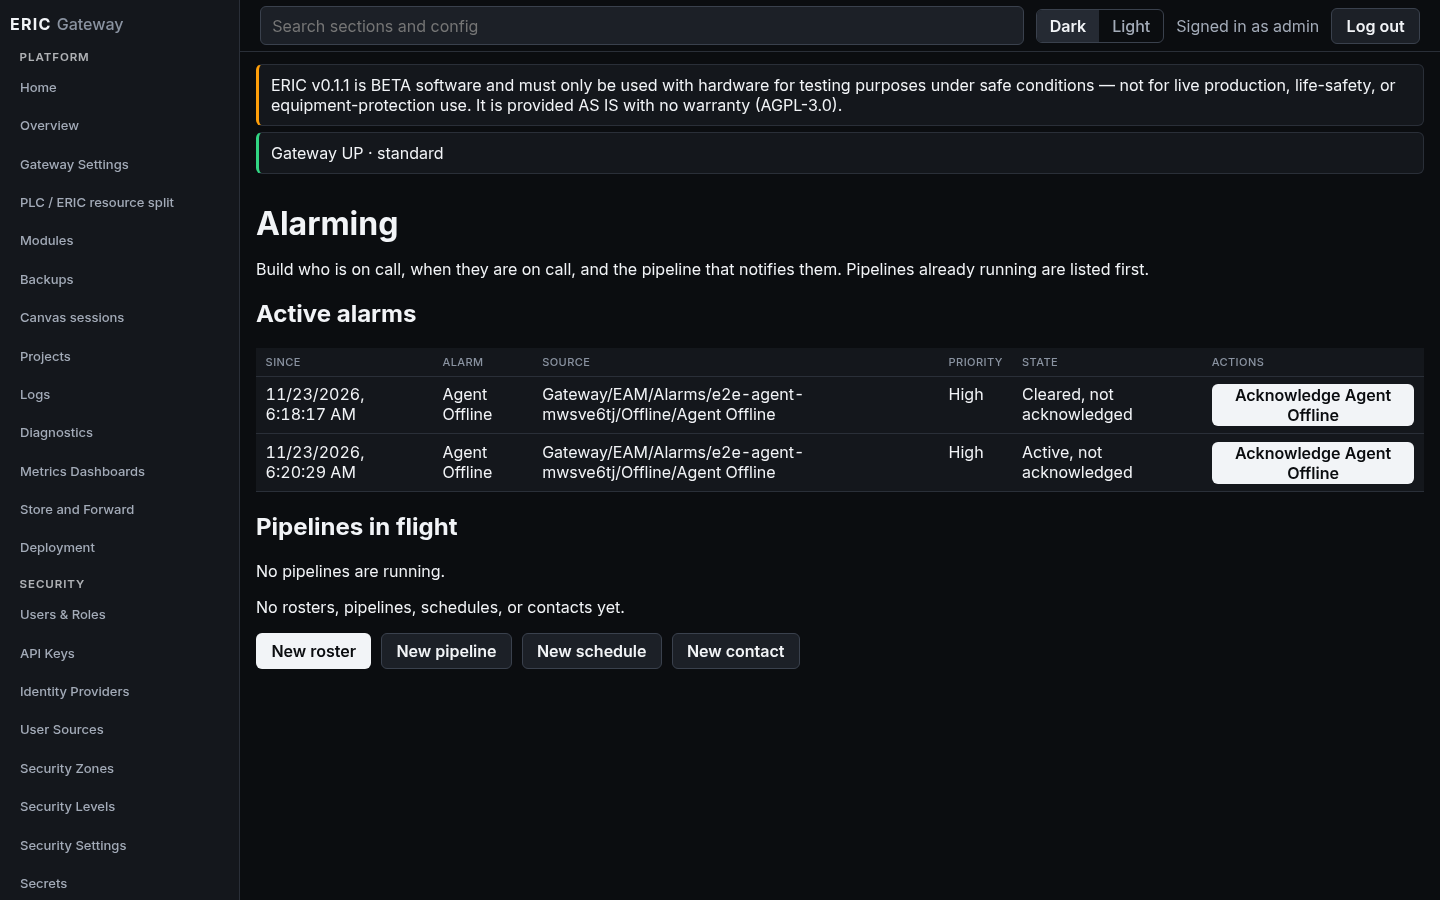 ERIC Gateway
PLATFORM
Home
Overview
Gateway Settings
PLC / ERIC resource split
Modules
Backups
Canvas sessions
Projects
Logs
Diagnostics
Metrics Dashboards
Store and Forward
Deployment
SECURITY
Users & Roles
API Keys
Identity Providers
User Sources
Security Zones
Security Levels
Security Settings
Secrets
Search sections and config
Dark Light Signed in as admin Log out
ERIC v0.1.1 is BETA software and must only be used with hardware for testing purposes under safe conditions — not for live production, life-safety, or
equipment-protection use. It is provided AS IS with no warranty (AGPL-3.0).
Gateway UP · standard
Alarming
Build who is on call, when they are on call, and the pipeline that notifies them. Pipelines already running are listed first.
Active alarms
SINCE ALARM SOURCE PRIORITY STATE ACTIONS
11/23/2026, Agent Gateway/EAM/Alarms/e2e-agent- High Cleared, not Acknowledge Agent
6:18:17 AM Offline mwsve6tj/Offline/Agent Offline acknowledged Offline
11/23/2026, Agent Gateway/EAM/Alarms/e2e-agent- High Active, not Acknowledge Agent
6:20:29 AM Offline mwsve6tj/Offline/Agent Offline acknowledged Offline
Pipelines in flight
No pipelines are running.
No rosters, pipelines, schedules, or contacts yet.
New roster New pipeline New schedule New contact